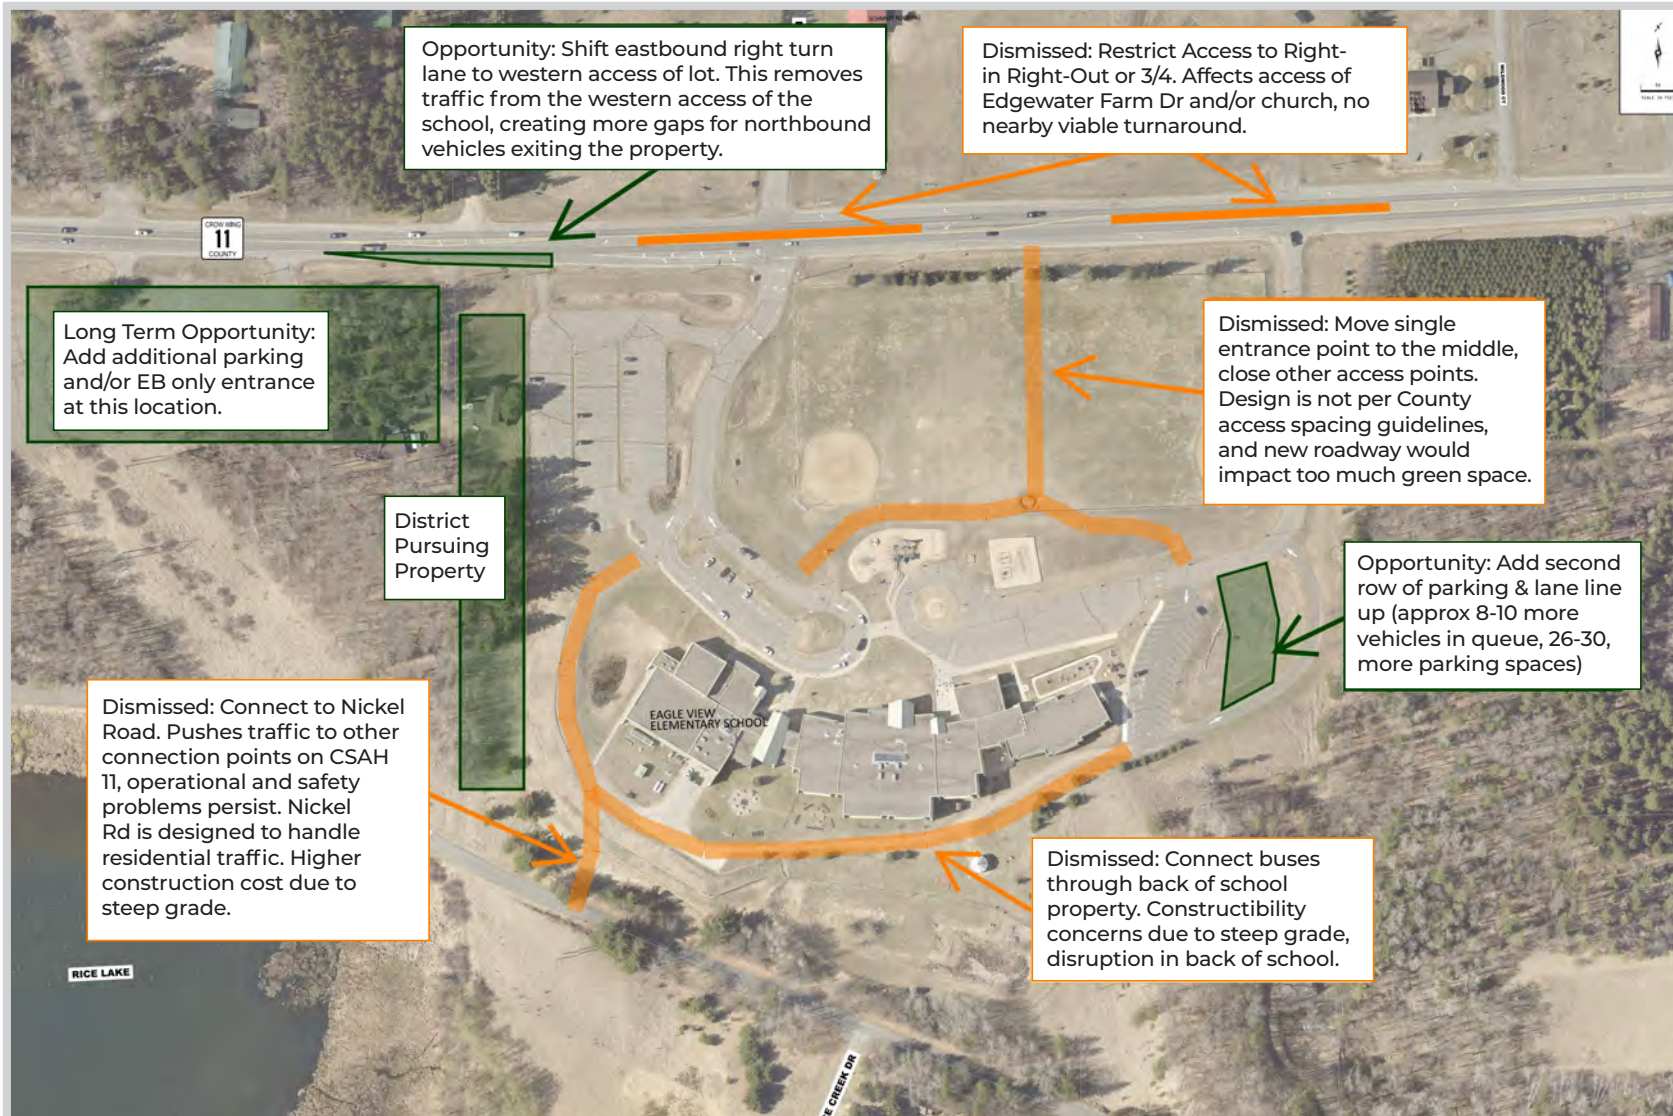 Opportunity: Shift eastbound right turn
lane to western access of lot. This removes
traffic from the western access of the
school, creating more gaps for northbound
vehicles exiting the property.
Dismissed: Restrict Access to Right-
in Right-Out or 3/4. Affects access of
Edgewater Farm Dr and/or church, no
nearby viable turnaround.
CROW WING
11
COUNTY
Long Term Opportunity:
Add additional parking
and/or EB only entrance
at this location.
District
Pursuing
Property
Dismissed: Move single
entrance point to the middle,
close other access points.
Design is not per County
access spacing guidelines,
and new roadway would
impact too much green space.
Opportunity: Add second
row of parking & lane line
up (approx 8-10 more
vehicles in queue, 26-30,
more parking spaces)
EAGLE VIEW
ELEMENTARY SCHOOL
Dismissed: Connect to Nickel
Road. Pushes traffic to other
connection points on CSAH
11, operational and safety
problems persist. Nickel
Rd is designed to handle
residential traffic. Higher
construction cost due to
steep grade.
Dismissed: Connect buses
through back of school
property. Constructibility
concerns due to steep grade,
disruption in back of school.
RICE LAKE
CREEK DR